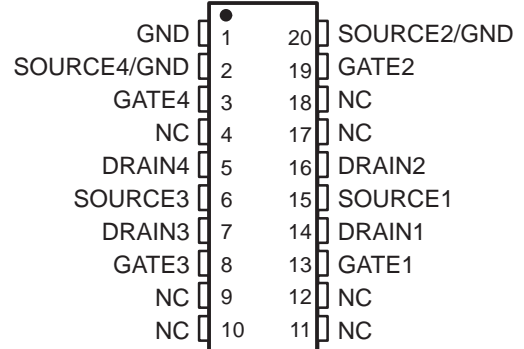 GND 1 20 SOURCE2/GND
SOURCE4/GND 2 19 GATE2
GATE4 3 18 NC
NC 4 17 NC
DRAIN4 5 16 DRAIN2
SOURCE3 6 15 SOURCE1
DRAIN3 7 14 DRAIN1
GATE3 8 13 GATE1
NC 9 12 NC
NC 10 11 NC